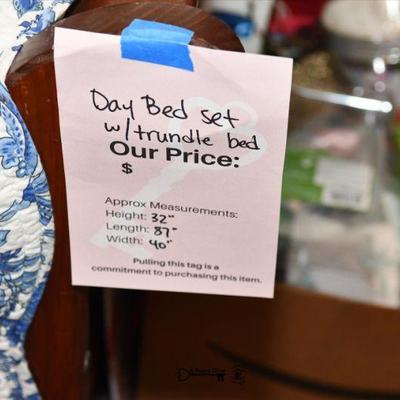 Day Bed set
w/trundle bed
Our Price:
$
Approx Measurements:
Height: 32"
Length: 87"
Width: 40"
Pulling this tag is a
commitment to purchasing this item.